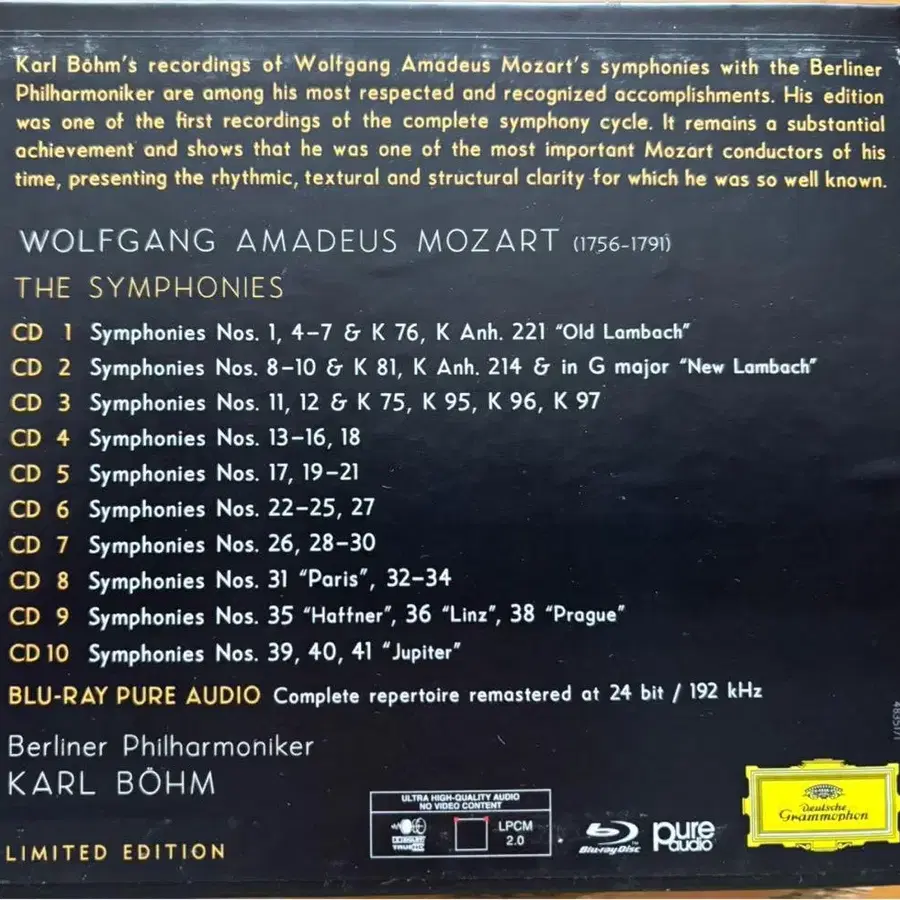 Karl Böhm's recordings of Wolfgang Amadeus Mozart's symphonies with the Berliner
Philharmoniker are among his most respected and recognized accomplishments. His edition
was one of the first recordings of the complete symphony cycle. It remains a substantial
achievement and shows that he was one of the most important Mozart conductors of his
time, presenting the rhythmic, textural and structural clarity for which he was so well known.
WOLFGANG AMADEUS MOZART (1756–1791)
THE SYMPHONIES
CD 1 Symphonies Nos. 1, 4–7 & K 76, K Anh. 221 "Old Lambach"
CD 2 Symphonies Nos. 8–10 & K 81, K Anh. 214 & in G major "New Lambach"
CD 3 Symphonies Nos. 11, 12 & K 75, K 95, K 96, K 97
CD 4 Symphonies Nos. 13–16, 18
CD 5 Symphonies Nos. 17, 19–21
CD 6 Symphonies Nos. 22–25, 27
CD 7 Symphonies Nos. 26, 28–30
CD 8 Symphonies Nos. 31 "Paris", 32–34
CD 9 Symphonies Nos. 35 "Haffner", 36 "Linz", 38 "Prague"
CD 10 Symphonies Nos. 39, 40, 41 "Jupiter"
BLU-RAY PURE AUDIO Complete repertoire remastered at 24 bit / 192 kHz
Berliner Philharmoniker
KARL BÖHM
ULTRA HIGH-QUALITY AUDIO
NO VIDEO CONTENT
LPCM
2.0
Blu-ray Disc
pure audio
Deutsche
Grammophon
LIMITED EDITION